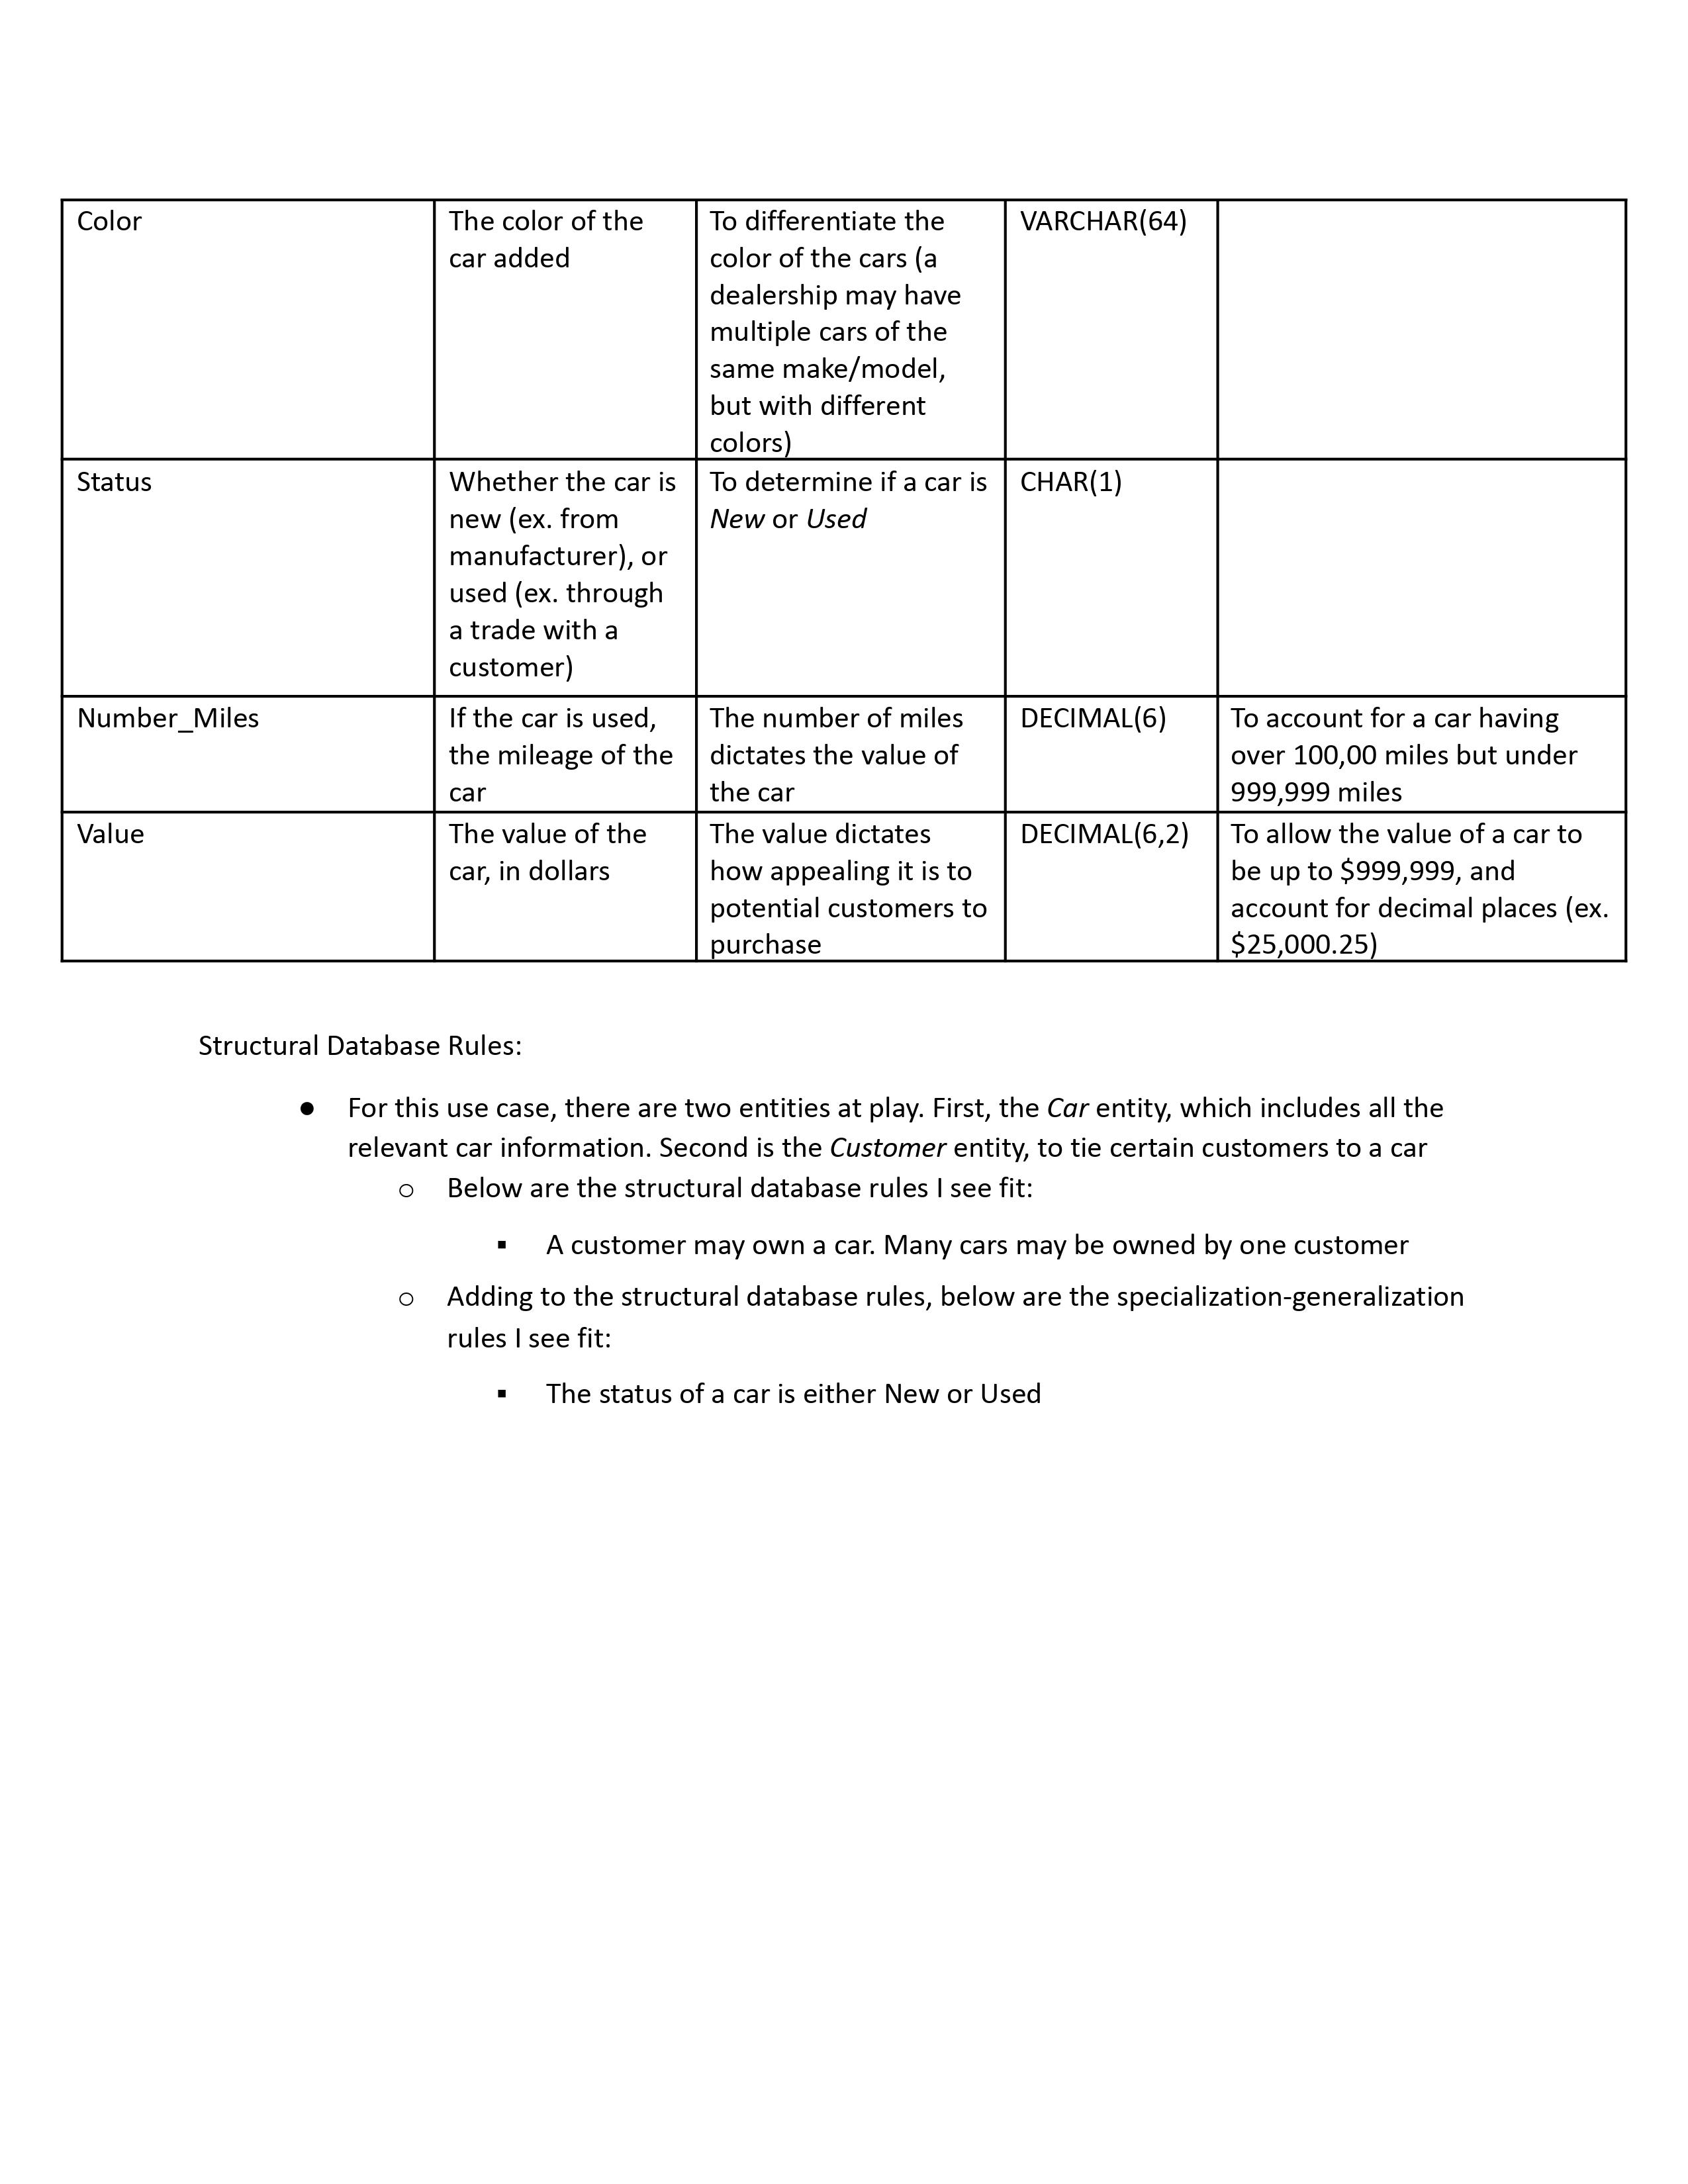 Color
The color of the
car added
To differentiate the
color of the cars (a
dealership may have
multiple cars of the
same make/model,
but with different
colors)
VARCHAR(64)
Status
Whether the car is
new (ex. from
manufacturer), or
used (ex. through
a trade with a
customer)
To determine if a car is
New or Used
CHAR(1)
Number_Miles
If the car is used,
the mileage of the
car
The number of miles
dictates the value of
the car
DECIMAL(6)
To account for a car having
over 100,00 miles but under
999,999 miles
Value
The value of the
car, in dollars
The value dictates
how appealing it is to
potential customers to
purchase
DECIMAL(6,2)
To allow the value of a car to
be up to $999,999, and
account for decimal places (ex.
$25,000.25)
Structural Database Rules:
● For this use case, there are two entities at play. First, the Car entity, which includes all the
relevant car information. Second is the Customer entity, to tie certain customers to a car
○ Below are the structural database rules I see fit:
▪ A customer may own a car. Many cars may be owned by one customer
○ Adding to the structural database rules, below are the specialization-generalization
rules I see fit:
▪ The status of a car is either New or Used